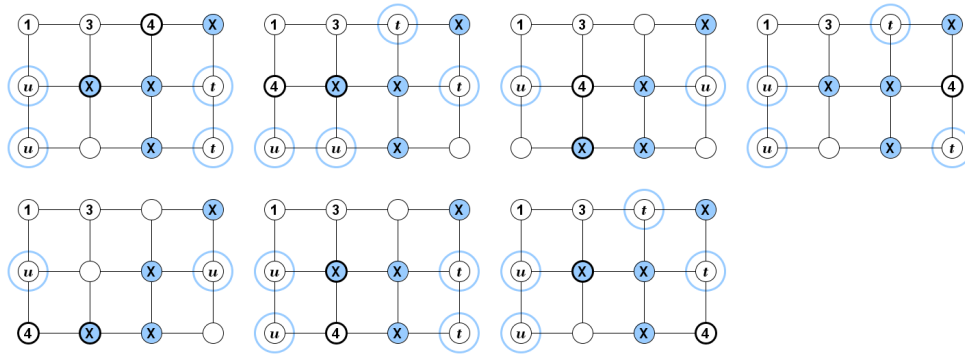 1 3 4 X 1 3 t X 1 3 X 1 3 t X
u X X t 4 X X t u 4 X u u X X 4
u X t u u X X X u X t
1 3 X 1 3 X 1 3 t X
u X u u X X t u X X t
4 X X u 4 t u X 4